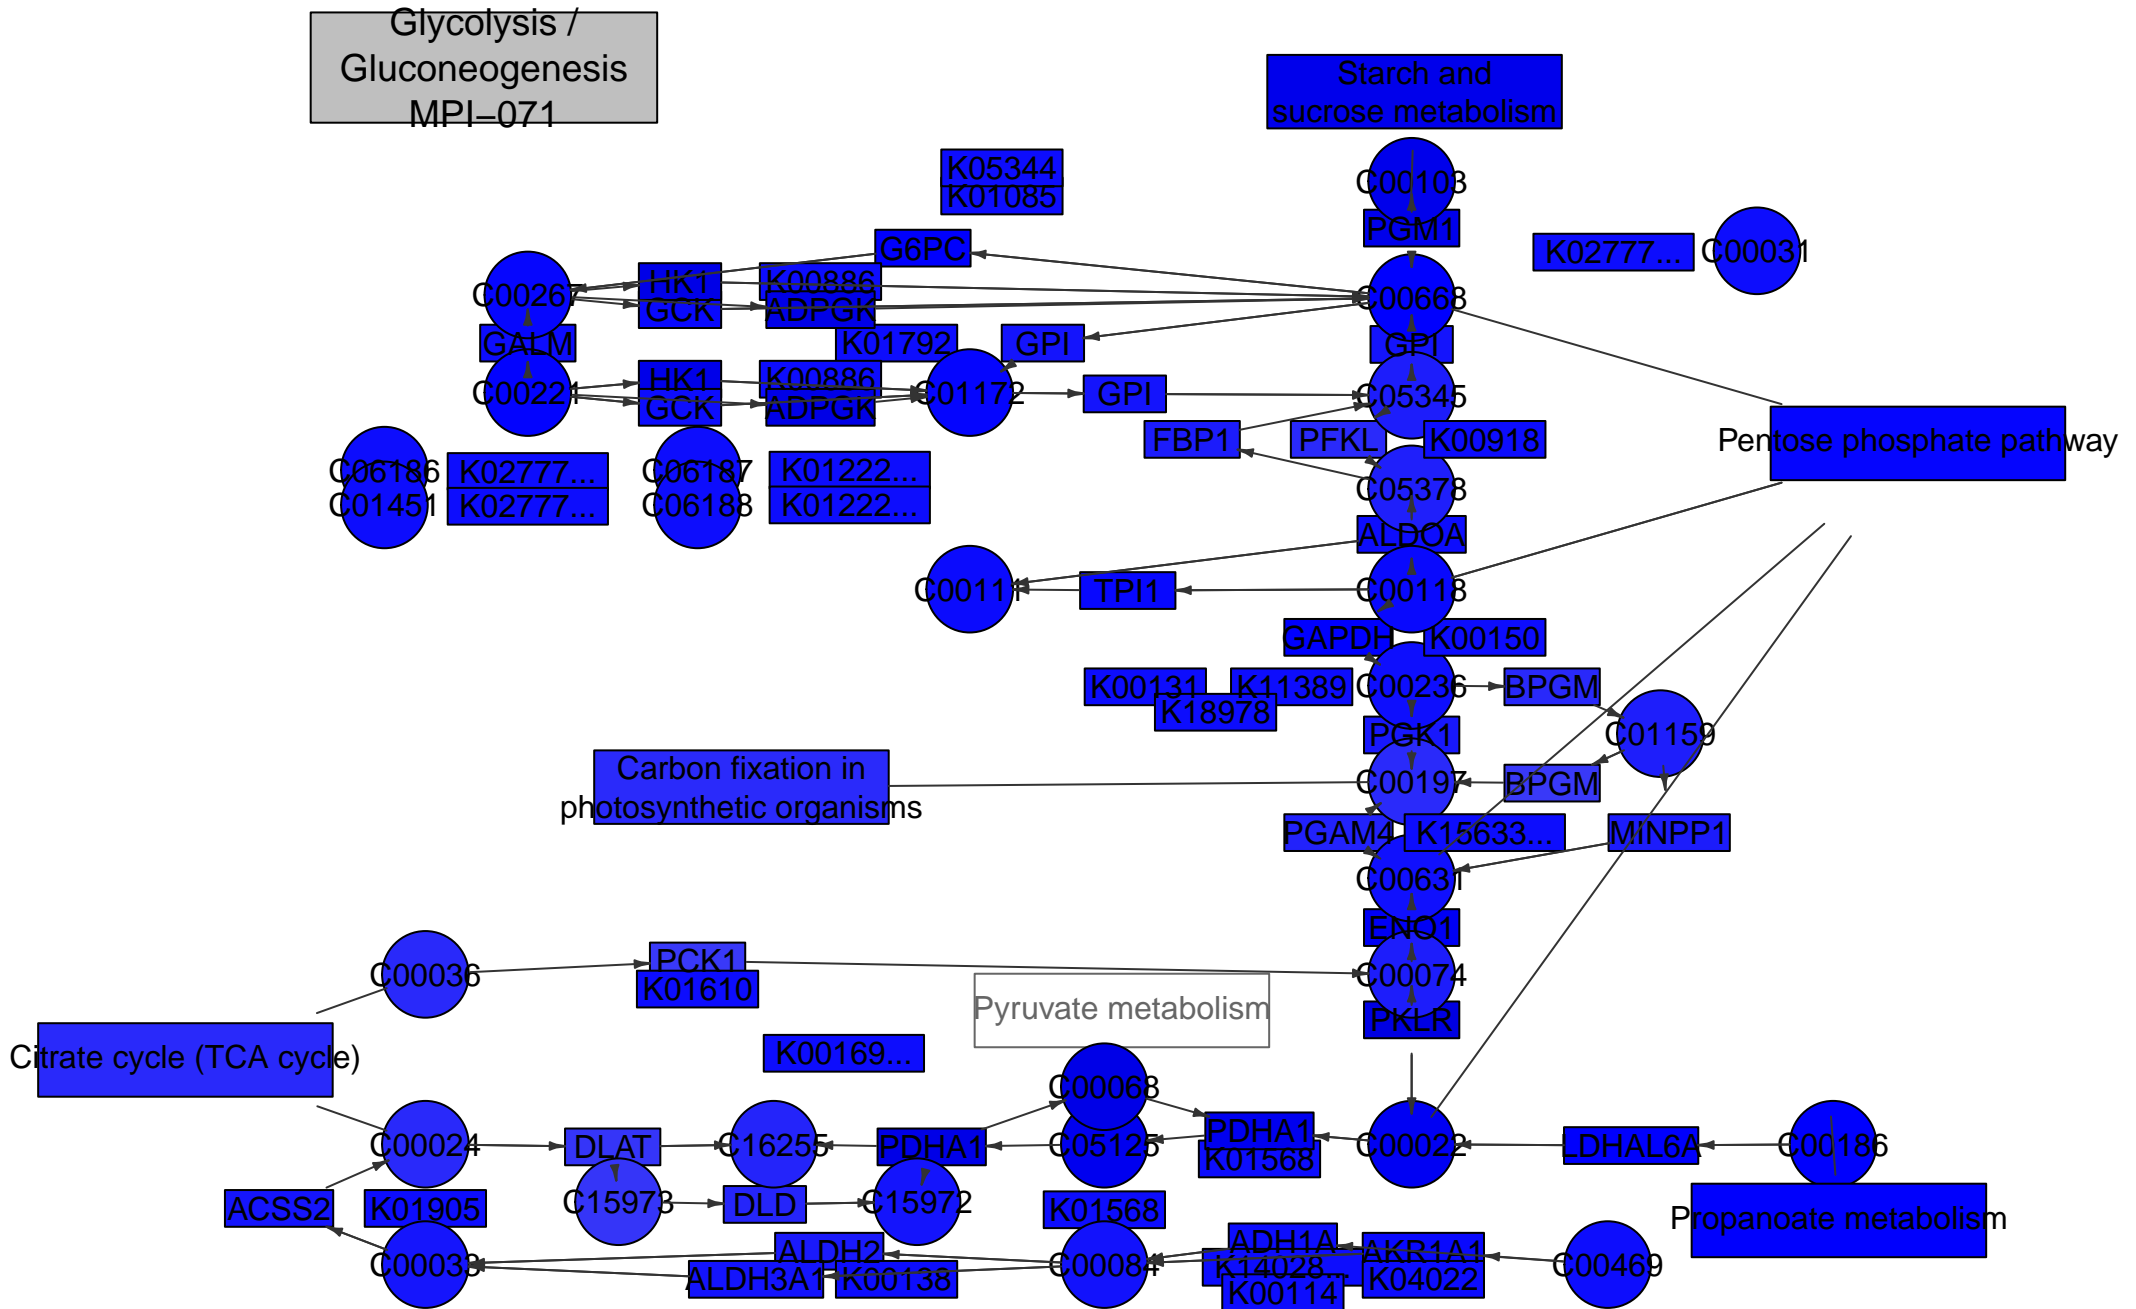 Glycolysis /
Gluconeogenesis
MPI−071
Starch and
sucrose metabolism
K05344
K01085
C00103
PGM1
G6PC
K02777...
C00031
C00267
HK1
K00886
GCK
ADPGK
C00668
GALM
K01792
GPI
GPI
C00221
HK1
K00886
GCK
ADPGK
C01172
GPI
C05345
FBP1
PFKL
K00918
Pentose phosphate pathway
C06186
K02777...
C06187
K01222...
C01451
K02777...
C06188
K01222...
C05378
ALDOA
C00111
TPI1
C00118
GAPDH
K00150
K00131
K11389
K18978
C00236
BPGM
PGK1
C01159
Carbon fixation in
photosynthetic organisms
C00197
BPGM
PGAM4
K15633...
MINPP1
C00631
ENO1
C00036
PCK1
K01610
C00074
Pyruvate metabolism
PKLR
Citrate cycle (TCA cycle)
K00169...
C00068
C00024
DLAT
C16255
PDHA1
C05125
PDHA1
K01568
C00022
LDHAL6A
C00186
ACSS2
K01905
C15973
DLD
C15972
K01568
Propanoate metabolism
C00033
ALDH2
ALDH3A1
K00138
C00084
ADH1A
K14028...
K00114
AKR1A1
K04022
C00469